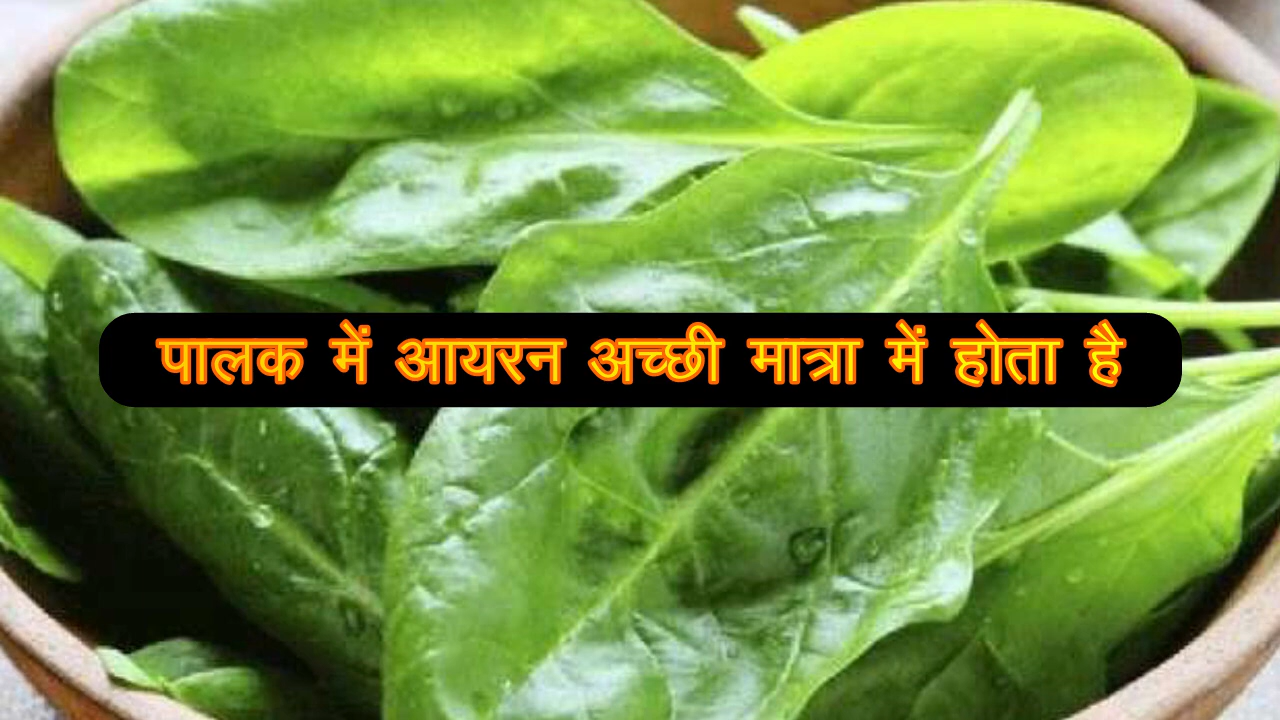 पालक में आयरन अच्छी मात्रा में होता है